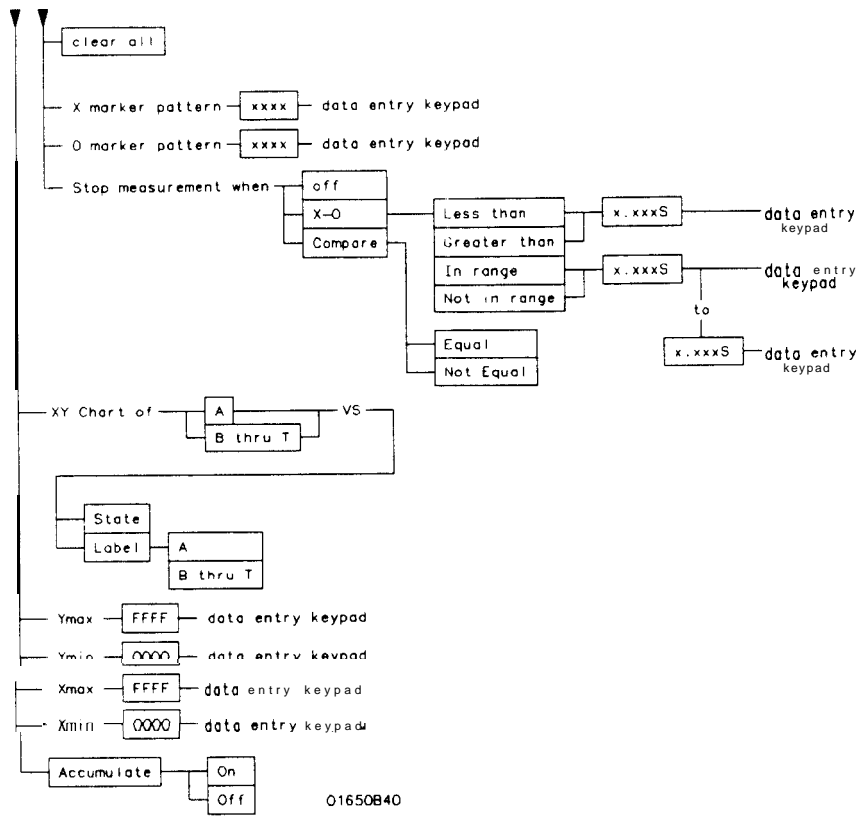 clear all
X marker pattern xxxx data entry keypad
O marker pattern xxxx data entry keypad
Stop measurement when off
X-O Less than x.xxxS data entry
keypad
Compare Greater than
In range x.xxxS data entry
keypad
Not in range
to
Equal x.xxxS data entry
keypad
Not Equal
XY Chart of A VS
B thru T
State
Label A
B thru T
Ymax FFFF data entry keypad
Ymin 0000 data entry keypad
Xmax FFFF data entry keypad
Xmin 0000 data entry keypad
Accumulate On
Off 01650B40